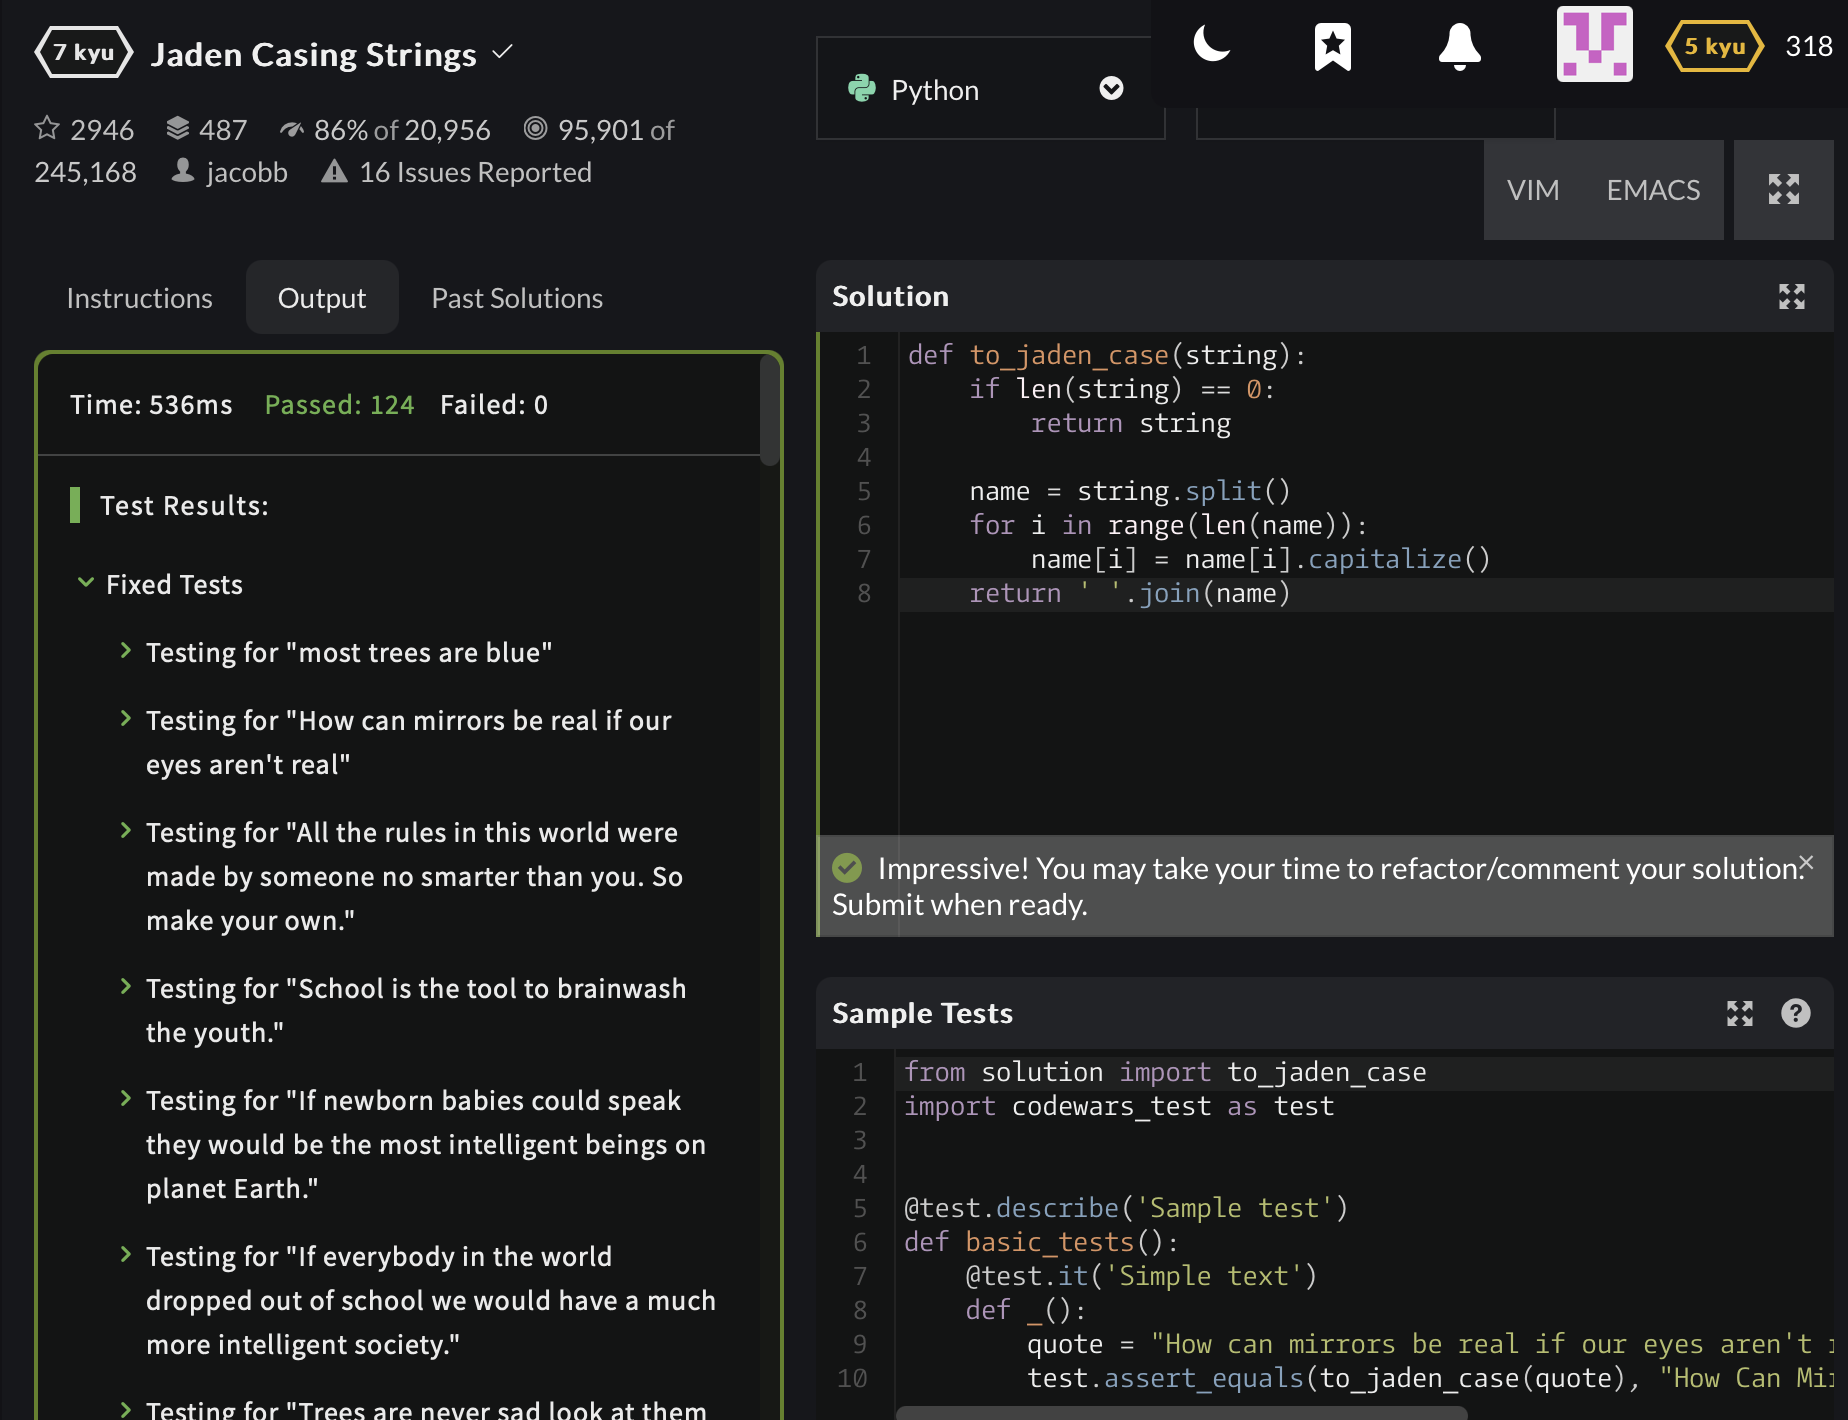 7 kyu Jaden Casing Strings
2946 487 86% of 20,956 95,901 of
245,168 jacobb 16 Issues Reported
Python
5 kyu 318
VIM EMACS
Instructions Output Past Solutions
Time: 536ms Passed: 124 Failed: 0
Test Results:
Fixed Tests
Testing for "most trees are blue"
Testing for "How can mirrors be real if our
eyes aren't real"
Testing for "All the rules in this world were
made by someone no smarter than you. So
make your own."
Testing for "School is the tool to brainwash
the youth."
Testing for "If newborn babies could speak
they would be the most intelligent beings on
planet Earth."
Testing for "If everybody in the world
dropped out of school we would have a much
more intelligent society."
Testing for "Trees are never sad look at them
Solution
1 def to_jaden_case(string):
2 if len(string) == 0:
3 return string
4
5 name = string.split()
6 for i in range(len(name)):
7 name[i] = name[i].capitalize()
8 return ' '.join(name)
Impressive! You may take your time to refactor/comment your solution.
Submit when ready.
Sample Tests
1 from solution import to_jaden_case
2 import codewars_test as test
3
4
5 @test.describe('Sample test')
6 def basic_tests():
7 @test.it('Simple text')
8 def _():
9 quote = "How can mirrors be real if our eyes aren't
10 test.assert_equals(to_jaden_case(quote), "How Can